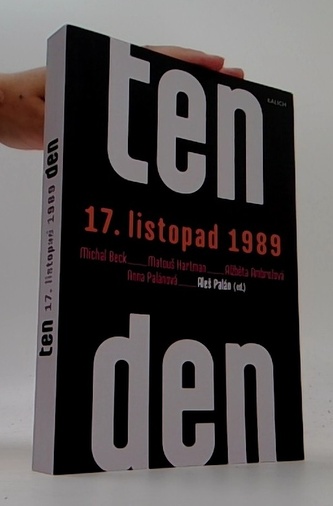 ten 17. listopad 1989 den
KALICH
ten
17. listopad 1989
Michal Beck Matouš Hartman Alžběta Ambrožová
Anna Palánová Aleš Palán (ed.)
den